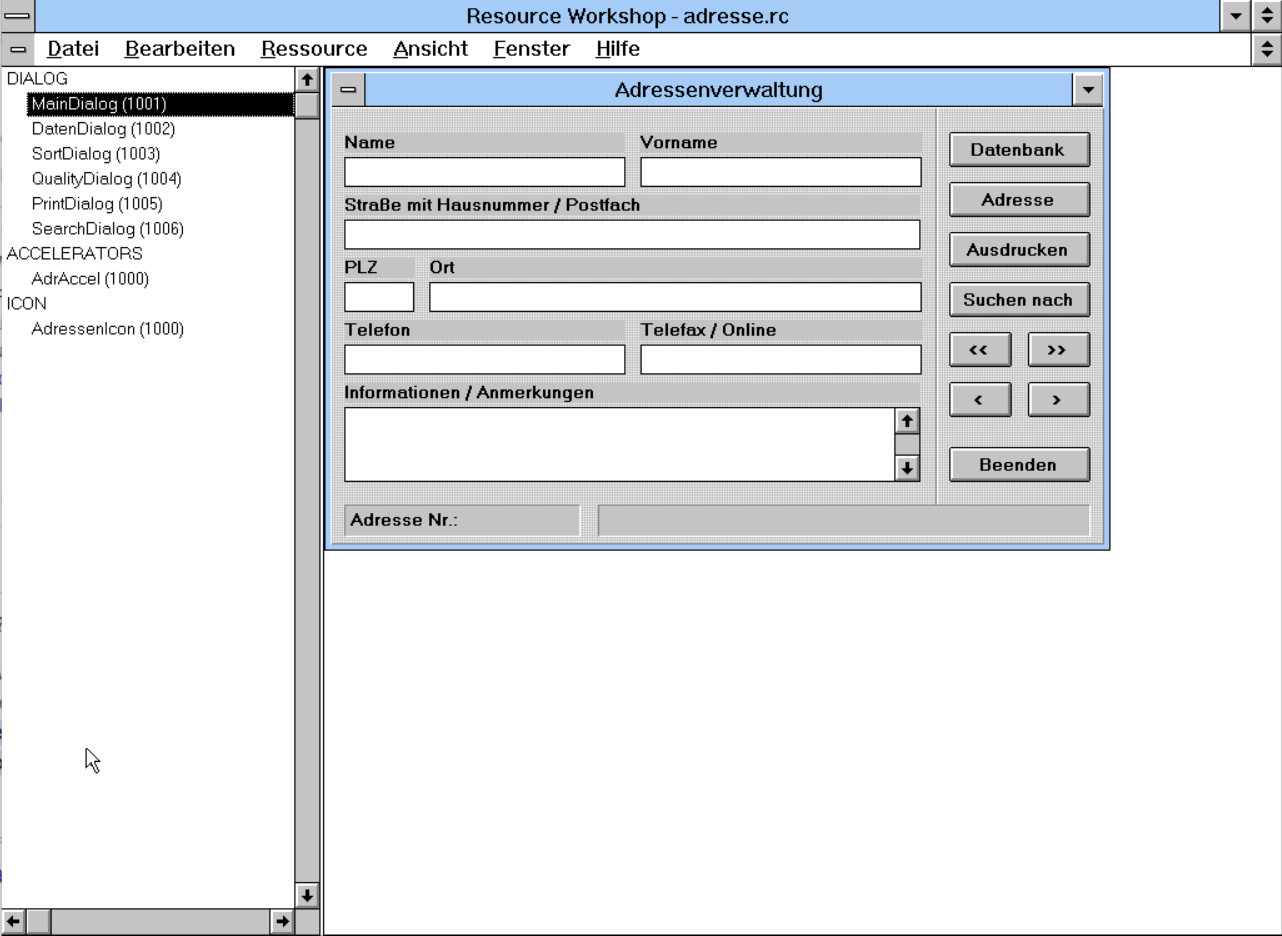 Resource Workshop - adresse.rc
Datei Bearbeiten Ressource Ansicht Fenster Hilfe
DIALOG
MainDialog (1001)
DatenDialog (1002)
SortDialog (1003)
QualityDialog (1004)
PrintDialog (1005)
SearchDialog (1006)
ACCELERATORS
AdrAccel (1000)
ICON
AdressenIcon (1000)
Adressenverwaltung
Name Vorname
Straße mit Hausnummer / Postfach
PLZ Ort
Telefon Telefax / Online
Informationen / Anmerkungen
Adresse Nr.:
Datenbank
Adresse
Ausdrucken
Suchen nach
<< >>
< >
Beenden